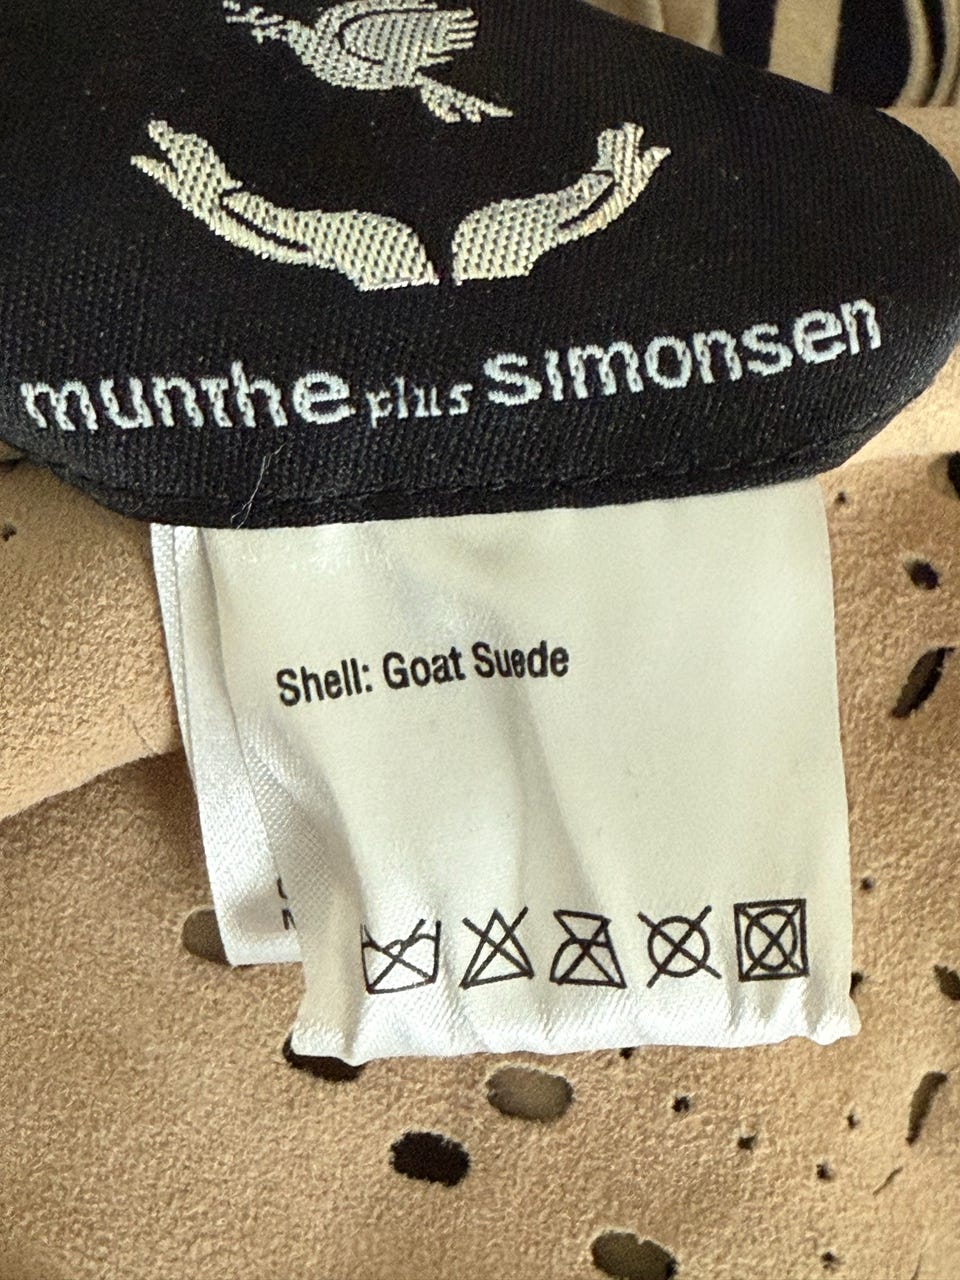 munthe plus simonsen
Shell: Goat Suede